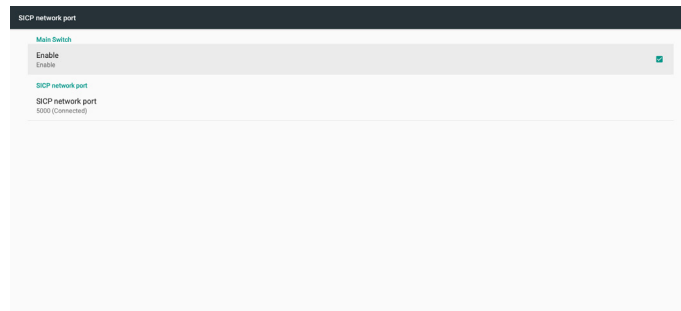 SICP network port
Main Switch
Enable
Enable
SICP network port
SICP network port
5000 (Connected)